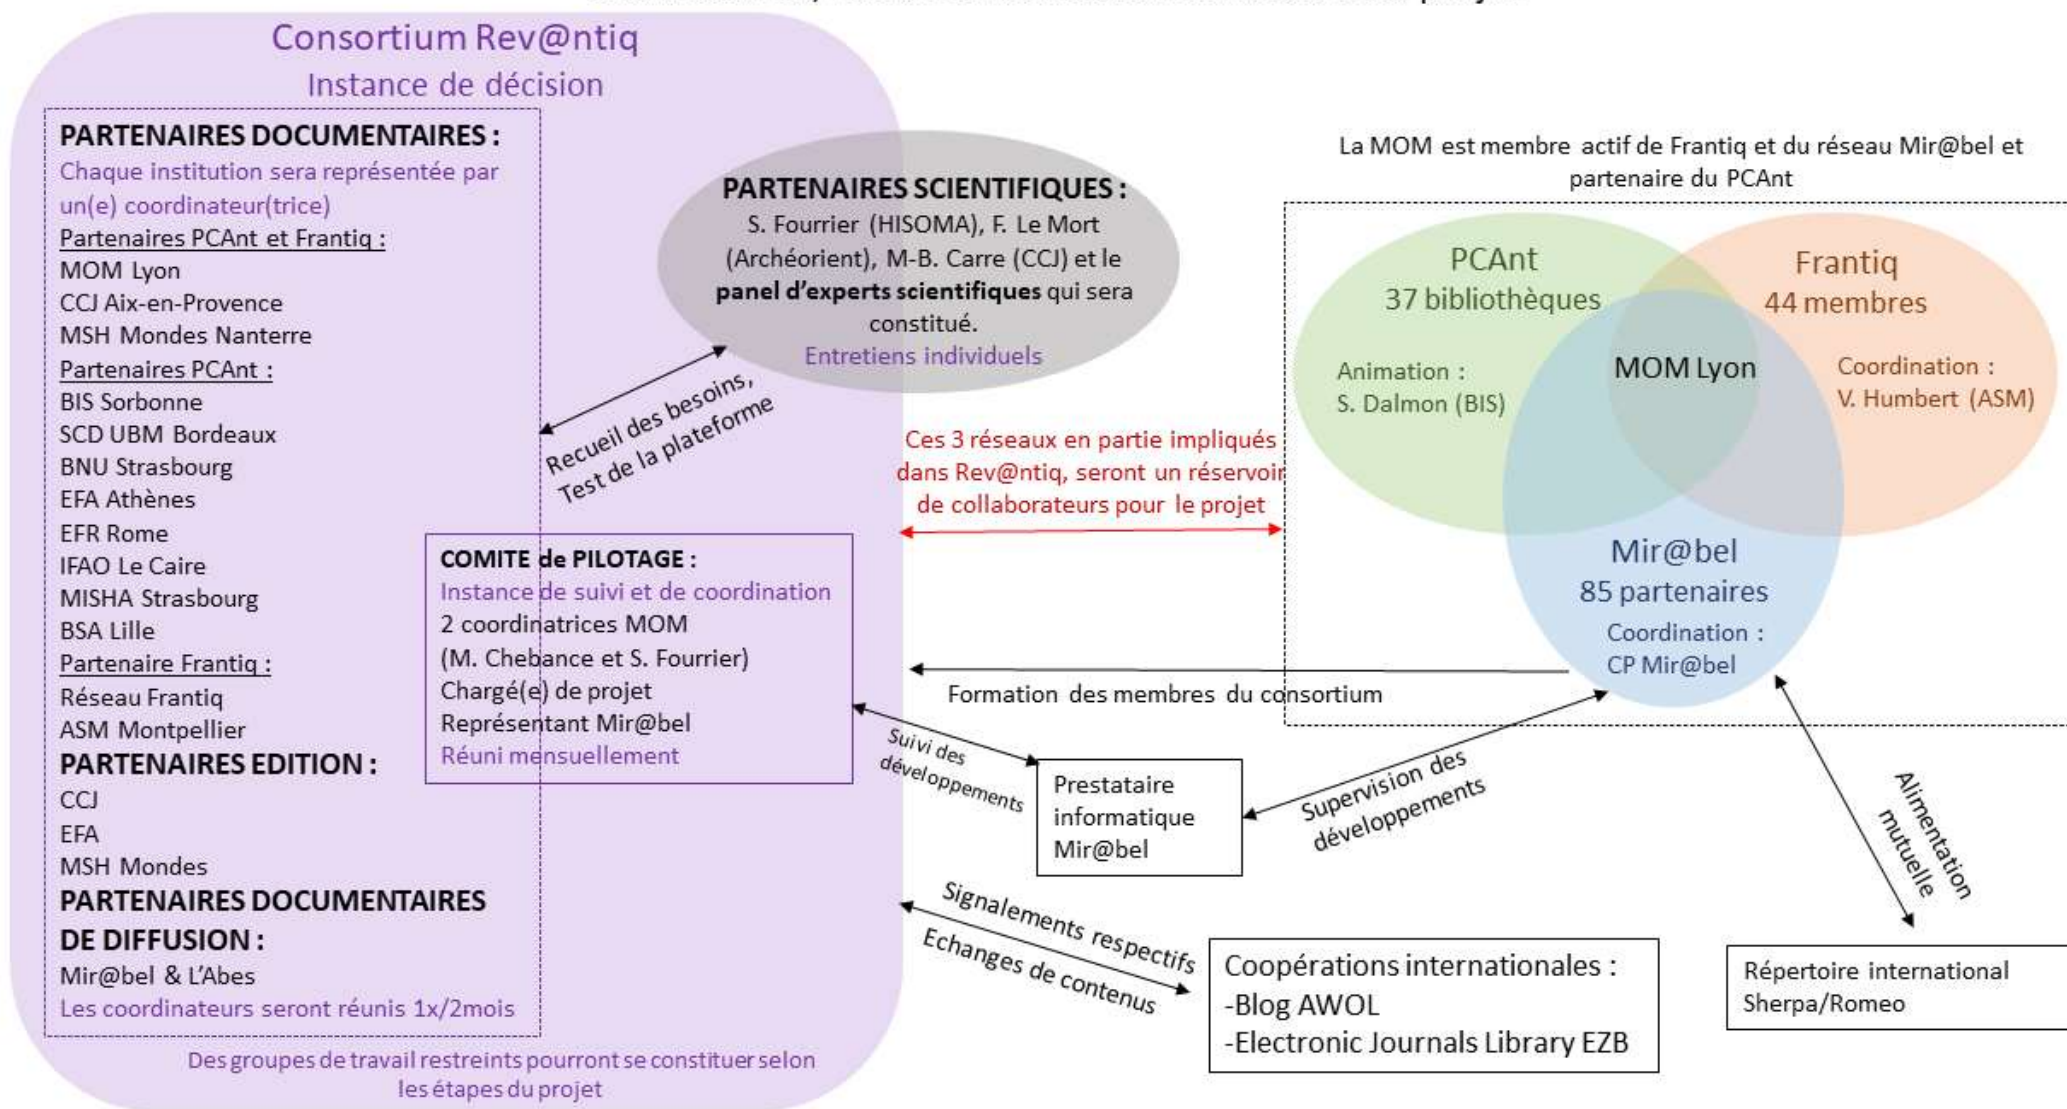 Consortium Rev@ntiq
Instance de décision
PARTENAIRES DOCUMENTAIRES :
Chaque institution sera représentée par
un(e) coordinateur(trice)
Partenaires PCAnt et Frantiq :
MOM Lyon
CCJ Aix-en-Provence
MSH Mondes Nanterre
Partenaires PCAnt :
BIS Sorbonne
SCD UBM Bordeaux
BNU Strasbourg
EFA Athènes
EFR Rome
IFAO Le Caire
MISHA Strasbourg
BSA Lille
Partenaire Frantiq :
Réseau Frantiq
ASM Montpellier
PARTENAIRES EDITION :
CCJ
EFA
MSH Mondes
PARTENAIRES DOCUMENTAIRES
DE DIFFUSION :
Mir@bel & L'Abes
Les coordinateurs seront réunis 1x/2mois
Des groupes de travail restreints pourront se constituer selon
les étapes du projet
PARTENAIRES SCIENTIFIQUES :
S. Fourrier (HISOMA), F. Le Mort
(Archéorient), M-B. Carre (CCJ) et le
panel d'experts scientifiques qui sera
constitué.
Entretiens individuels
Recueil des besoins,
Test de la plateforme
COMITE de PILOTAGE :
Instance de suivi et de coordination
2 coordinatrices MOM
(M. Chebance et S. Fourrier)
Chargé(e) de projet
Représentant Mir@bel
Réuni mensuellement
Ces 3 réseaux en partie impliqués
dans Rev@ntiq, seront un réservoir
de collaborateurs pour le projet
La MOM est membre actif de Frantiq et du réseau Mir@bel et
partenaire du PCAnt
PCAnt
37 bibliothèques
Animation :
S. Dalmon (BIS)
Frantiq
44 membres
Coordination :
V. Humbert (ASM)
MOM Lyon
Mir@bel
85 partenaires
Coordination :
CP Mir@bel
Formation des membres du consortium
Suivi des
développements
Prestataire
informatique
Mir@bel
Supervision des
développements
Alimentation
mutuelle
Signalements respectifs
Echanges de contenus
Coopérations internationales :
-Blog AWOL
-Electronic Journals Library EZB
Répertoire international
Sherpa/Romeo